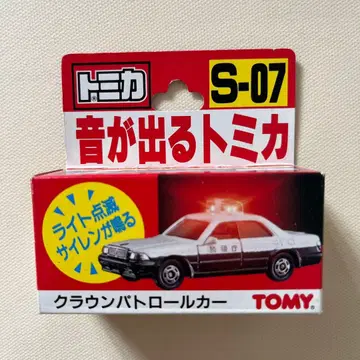 トミカ
S-07
音が出るトミカ
ライト点滅
サイレンが鳴る
警視庁
クラウンパトロールカー
TOMY